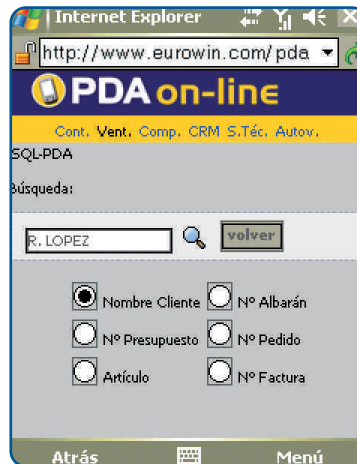 Internet Explorer
http://www.eurowin.com/pda
PDA on-line
Cont. Vent. Comp. CRM S.Téc. Autov.
SQL-PDA
Búsqueda:
R. LOPEZ volver
Nombre Cliente Nº Albarán
Nº Presupuesto Nº Pedido
Artículo Nº Factura
Atrás Menú